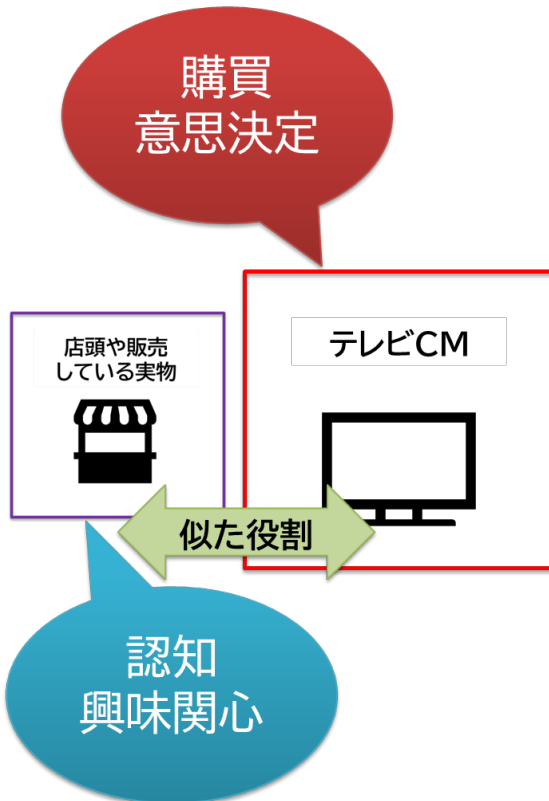 購買
意思決定
店頭や販売
している実物
テレビCM
似た役割
認知
興味関心